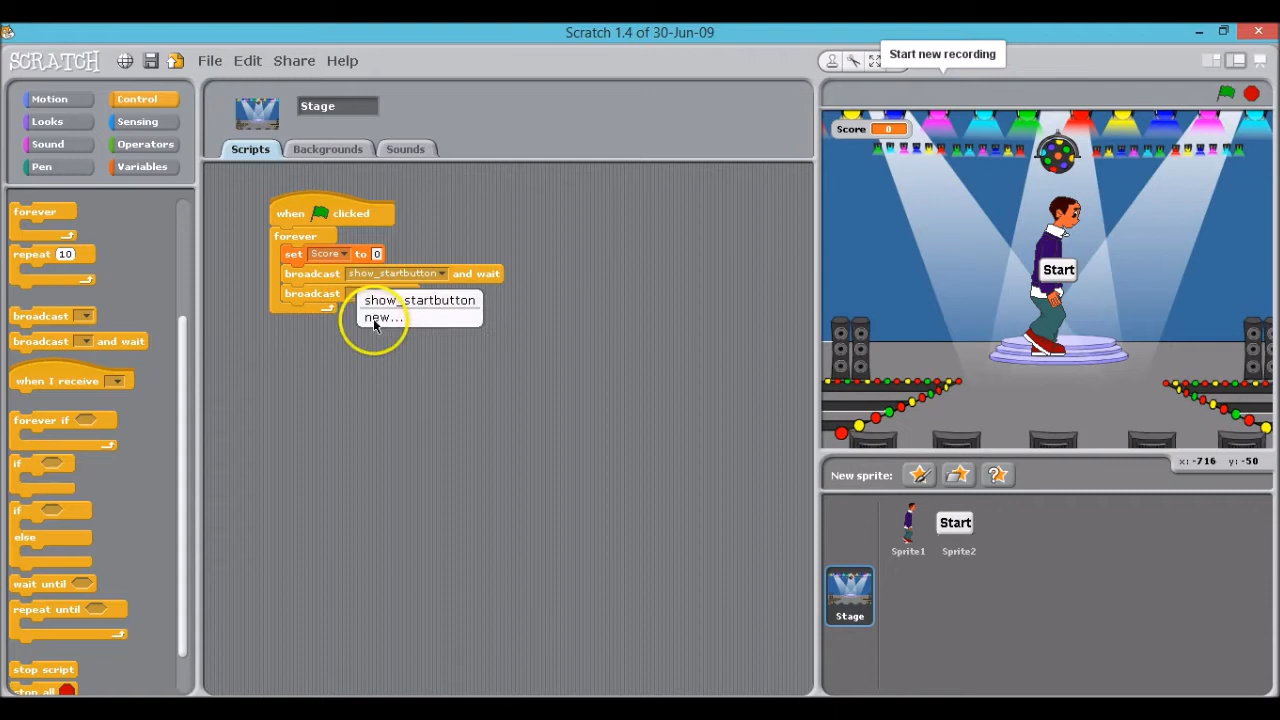 Scratch 1.4 of 30-Jun-09
SCRATCH File Edit Share Help
Start new recording
Motion Control
Looks Sensing
Sound Operators
Pen Variables
forever
repeat 10
broadcast
broadcast and wait
when I receive
forever if
if
if
else
wait until
repeat until
stop script
stop all
Stage
Scripts Backgrounds Sounds
when clicked
forever
set Score to 0
broadcast show_startbutton and wait
broadcast
show_startbutton
new...
Score 0
Start
x: -716 y: -50
New sprite:
Start
Sprite1 Sprite2
Stage